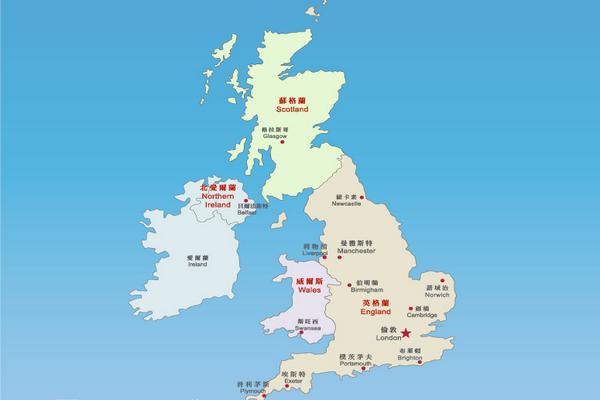 蘇格蘭
Scotland
格拉斯哥
Glasgow
北愛爾蘭
Northern
Ireland
貝爾法斯特
Belfast
紐卡素
Newcastle
愛爾蘭
Ireland
利物浦
Liverpool
曼徹斯特
Manchester
威爾斯
Wales
伯明翰
Birmigham
英格蘭
England
諾域治
Norwich
劍橋
Cambridge
斯旺西
Swansea
倫敦
London
樸茨茅夫
Portsmouth
布萊頓
Brighton
埃斯特
Exeter
普利茅斯
Plymouth